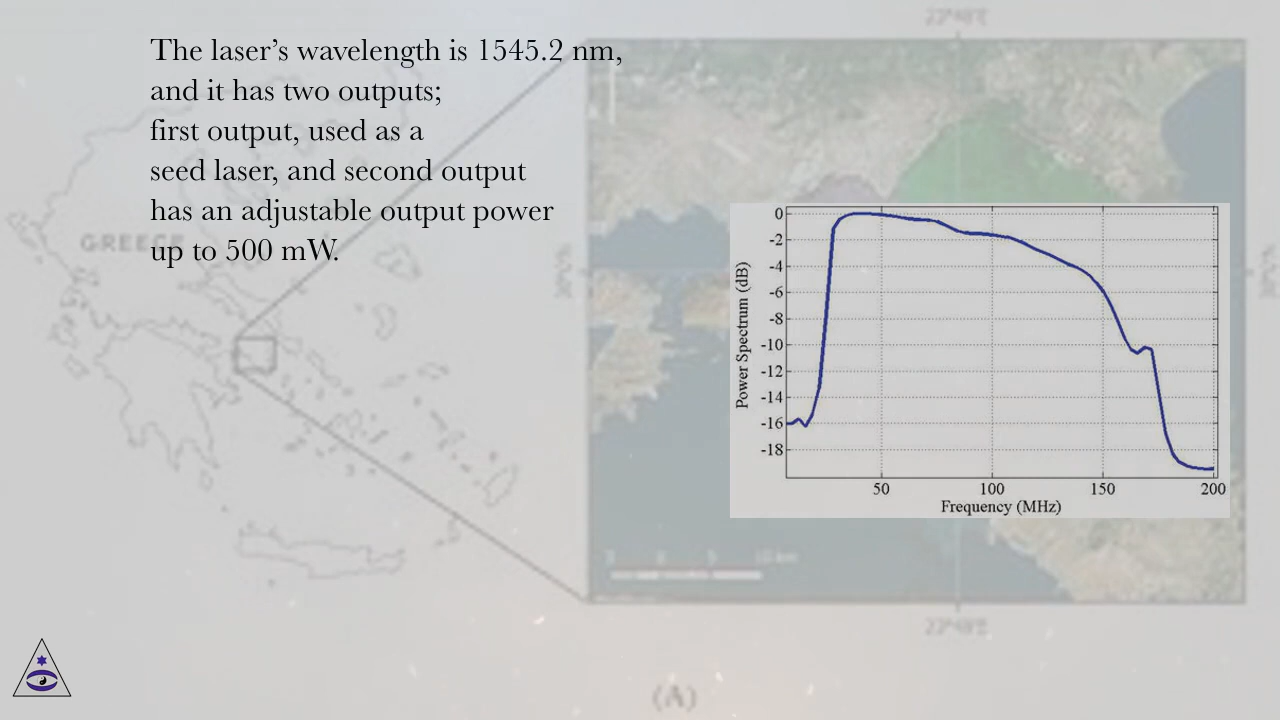 The laser's wavelength is 1545.2 nm,
and it has two outputs;
first output, used as a
seed laser, and second output
has an adjustable output power
up to 500 mW.
GREECE
0
-2
-4
-6
-8
-10
-12
-14
-16
-18
Power Spectrum (dB)
50 100 150 200
Frequency (MHz)
(A)